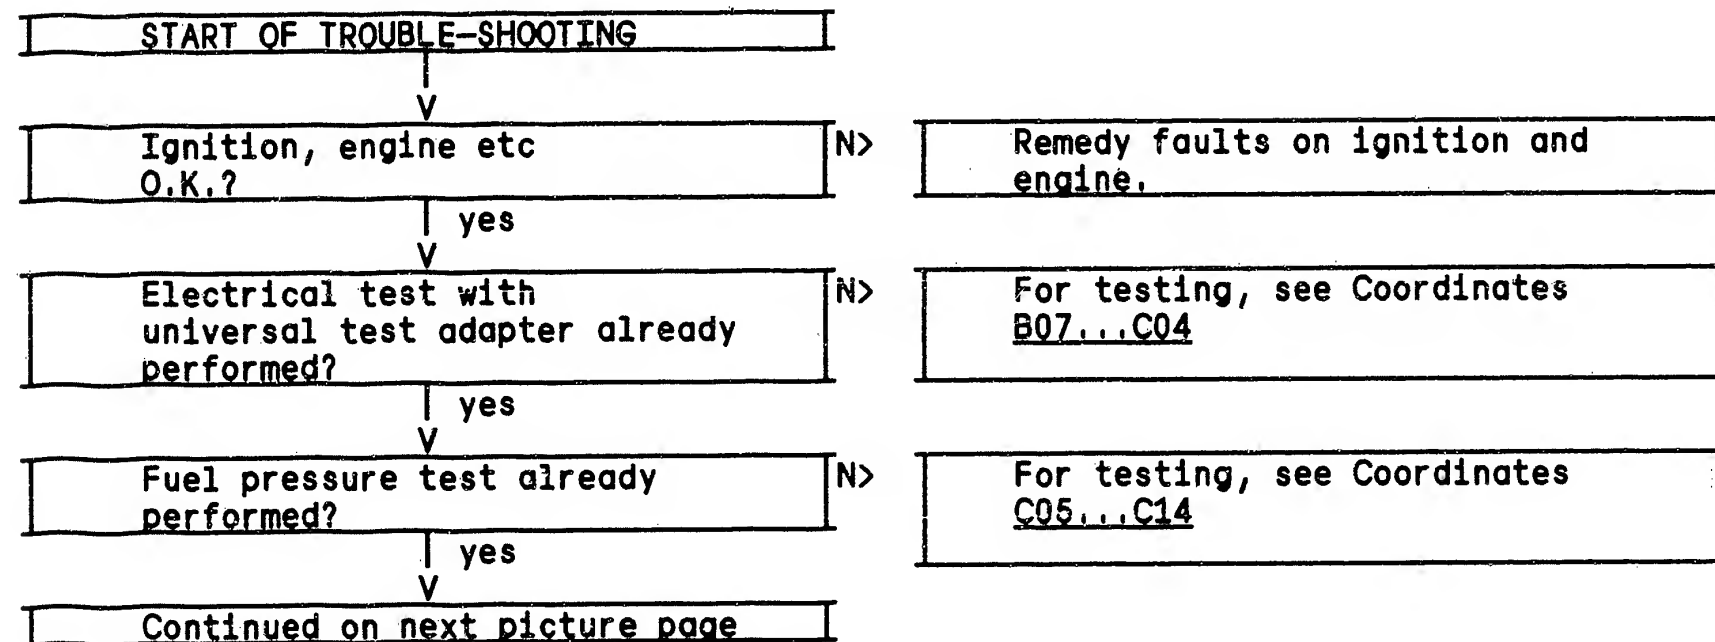 START OF TROUBLE-SHOOTING
V
Ignition, engine etc
O.K.?
N>
Remedy faults on ignition and
engine.
yes
V
Electrical test with
universal test adapter already
performed?
N>
For testing, see Coordinates
B07...C04
yes
V
Fuel pressure test already
performed?
N>
For testing, see Coordinates
C05...C14
yes
V
Continued on next picture page